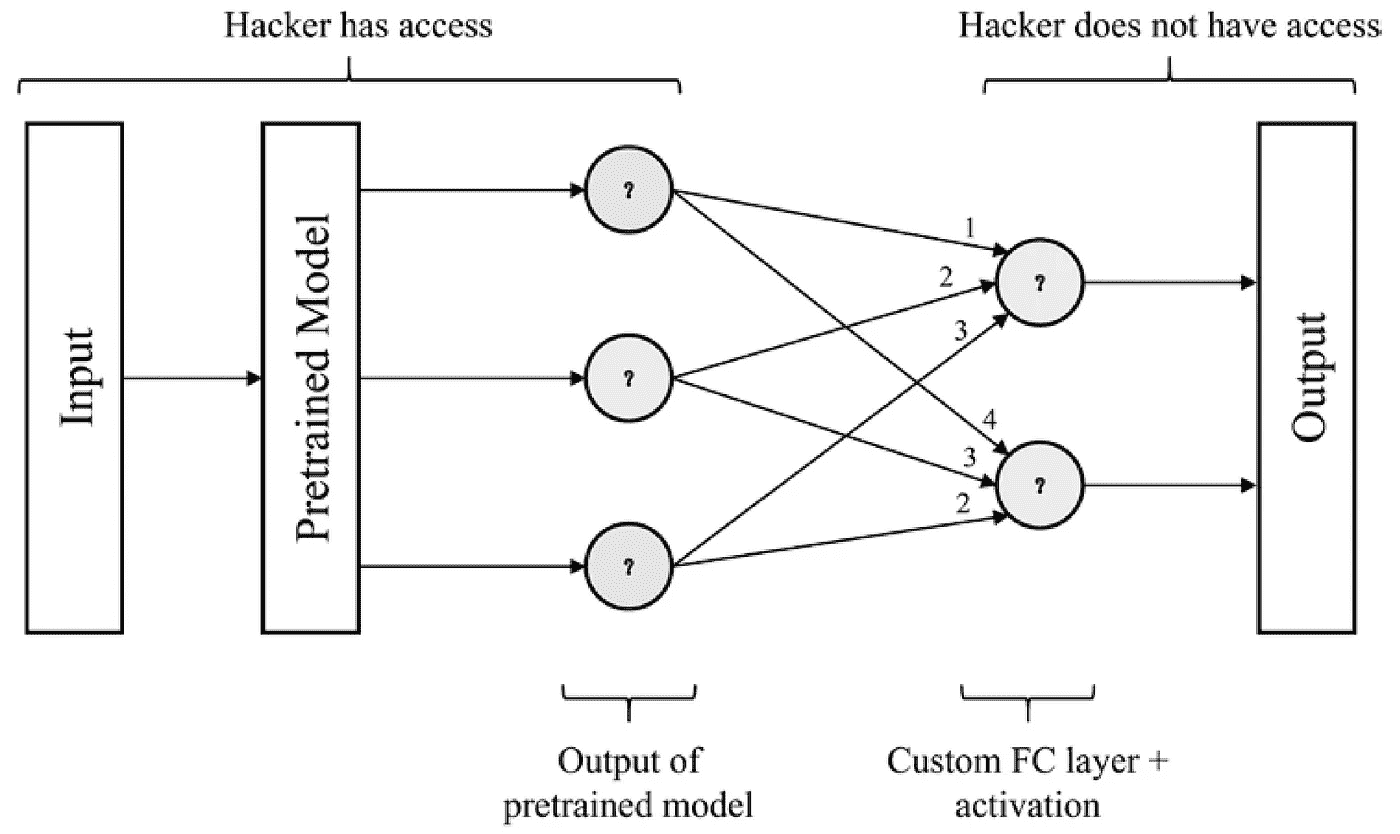 Hacker has access
Hacker does not have access
Input
Pretrained Model
?
?
?
1
2
3
4
3
2
?
?
Output
Output of
pretrained model
Custom FC layer +
activation